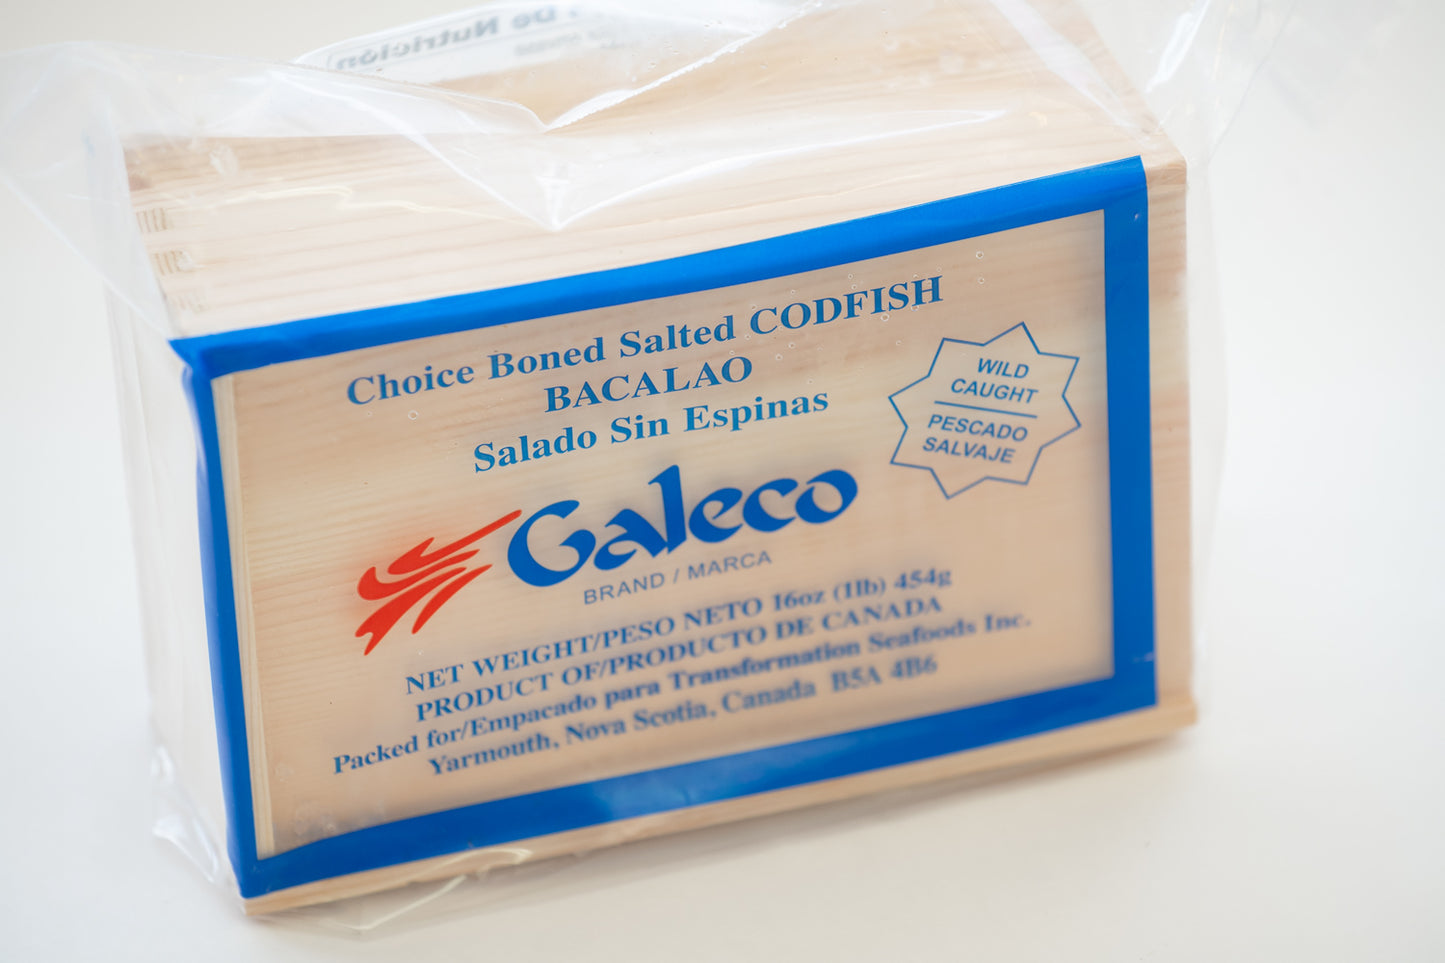 De Nutrición
Choice Boned Salted CODFISH
BACALAO
Salado Sin Espinas
WILD
CAUGHT
PESCADO
SALVAJE
Galeco
BRAND / MARCA
NET WEIGHT/PESO NETO 16oz (1lb) 454g
PRODUCT OF/PRODUCTO DE CANADA
Packed for/Empacado para Transformation Seafoods Inc.
Yarmouth, Nova Scotia, Canada B5A 4B6